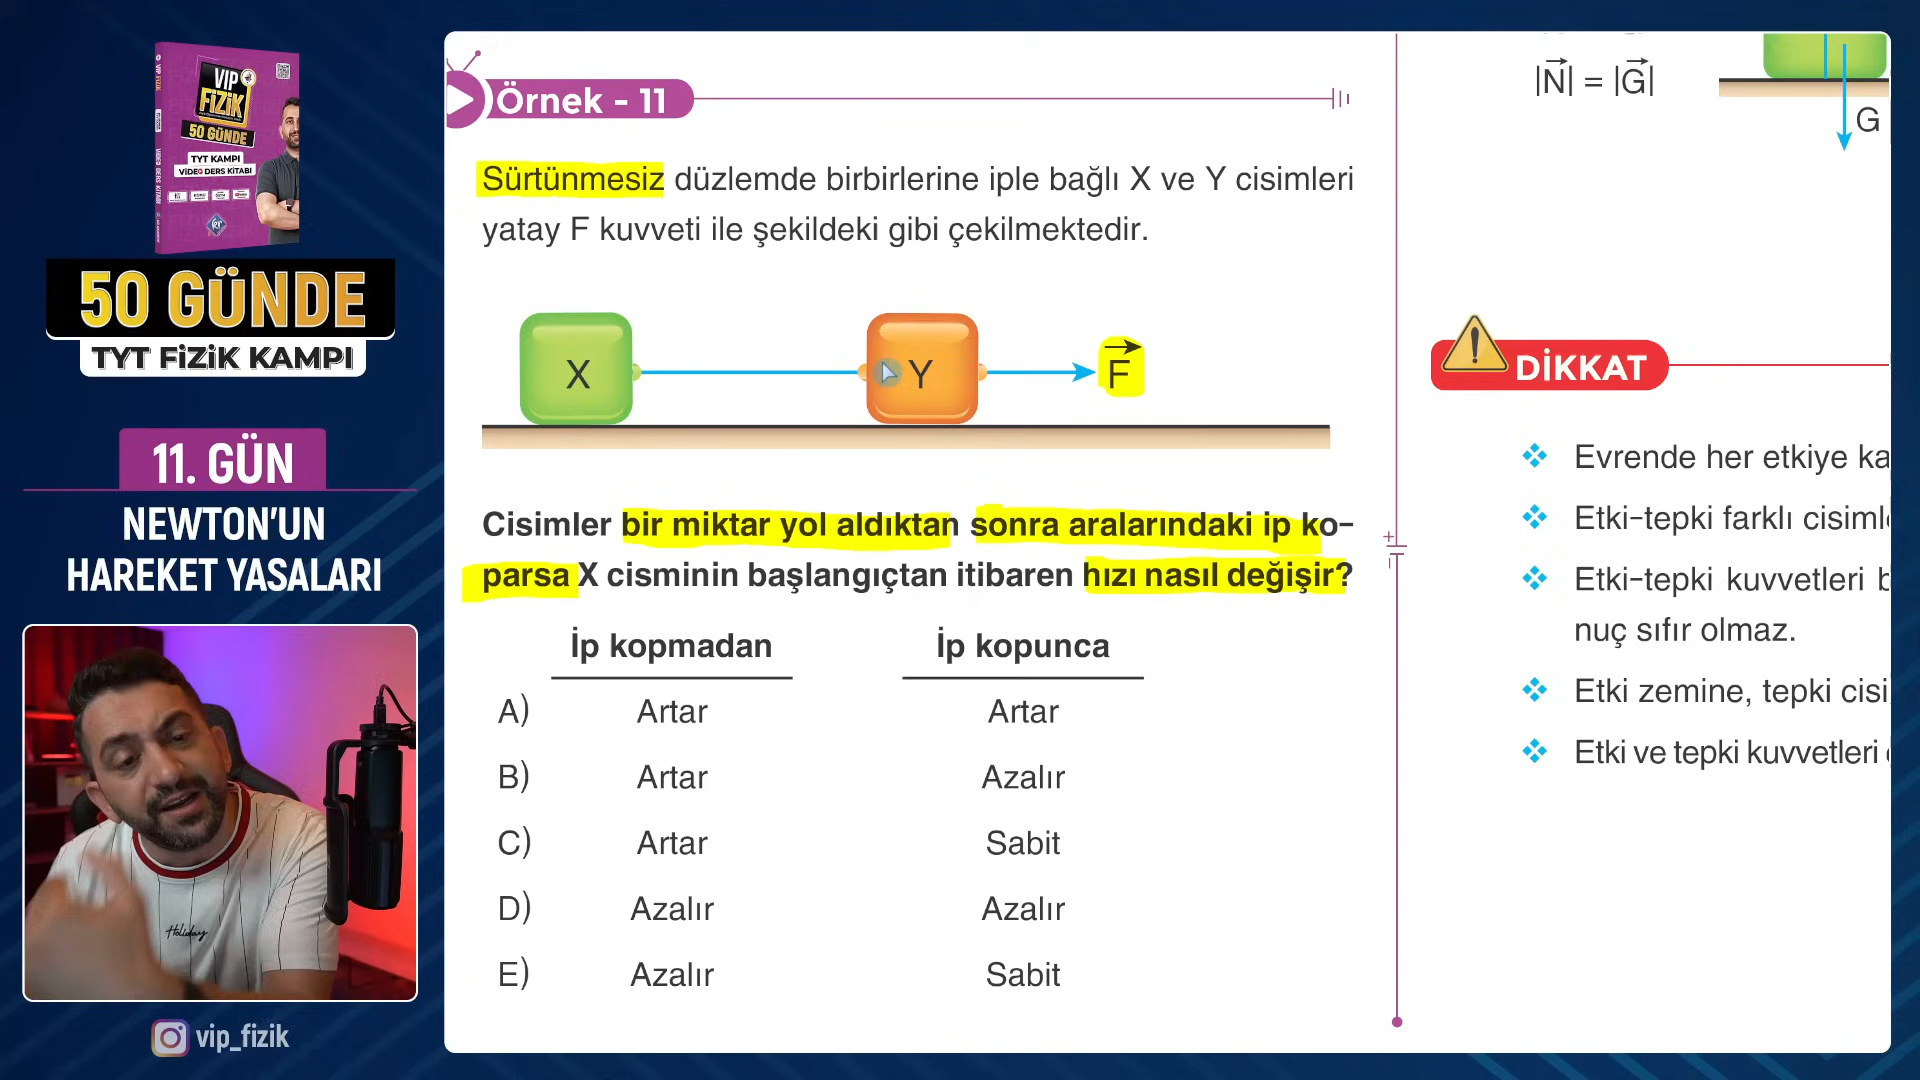 VIP
FİZİK
50 GÜNDE
TYT KAMPI
VİDEO DERS KİTABI
50 GÜNDE
TYT FİZİK KAMPI
11. GÜN
NEWTON'UN
HAREKET YASALARI
Holiday
vip_fizik
Örnek - 11
Sürtünmesiz düzlemde birbirlerine iple bağlı X ve Y cisimleri
yatay F kuvveti ile şekildeki gibi çekilmektedir.
X
Y
F
Cisimler bir miktar yol aldıktan sonra aralarındaki ip ko-
parsa X cisminin başlangıçtan itibaren hızı nasıl değişir?
İp kopmadan İp kopunca
A) Artar Artar
B) Artar Azalır
C) Artar Sabit
D) Azalır Azalır
E) Azalır Sabit
|N| = |G|
G
DİKKAT
Evrende her etkiye ka
Etki-tepki farklı cisiml
Etki-tepki kuvvetleri b
nuç sıfır olmaz.
Etki zemine, tepki cisi
Etki ve tepki kuvvetleri